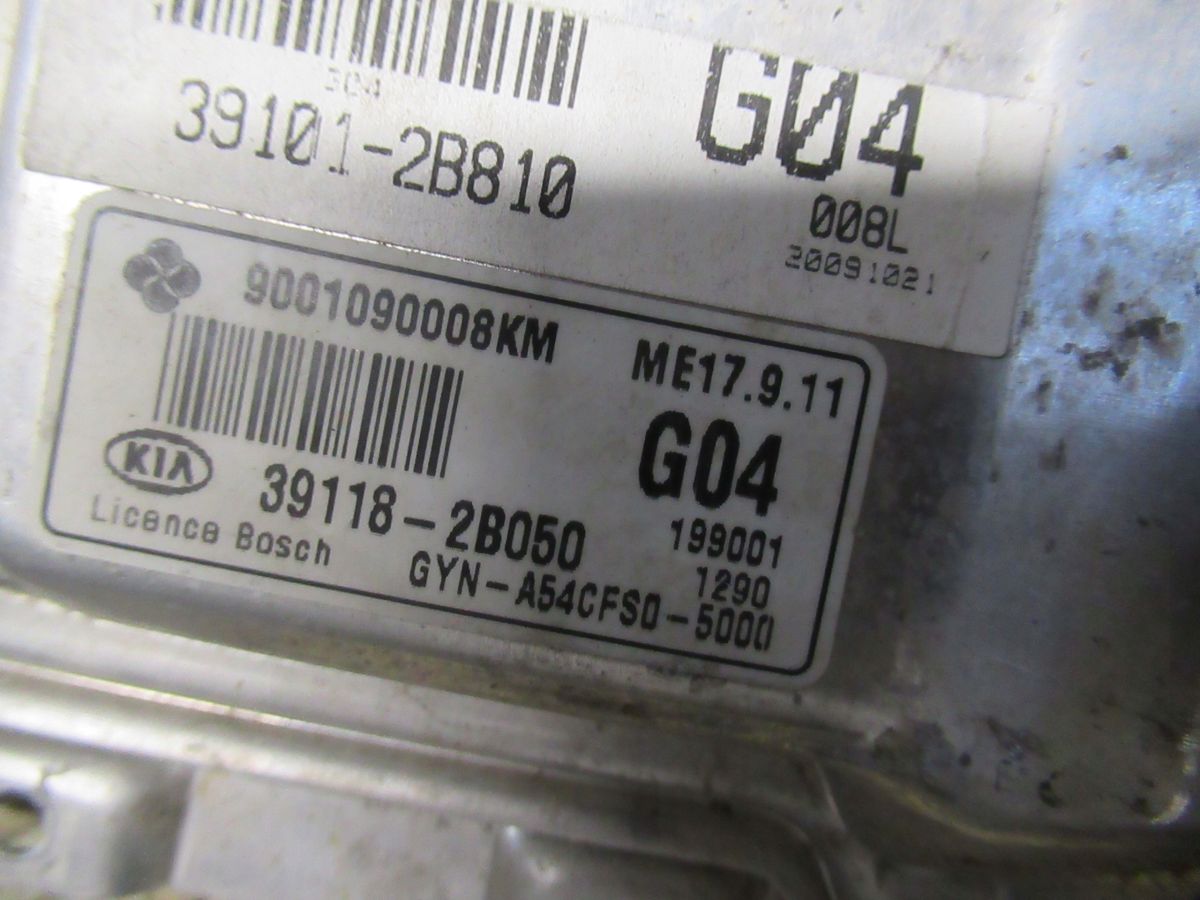 39101-2B810
G04
008L
20091021
9001090008KM
ME17.9.11
G04
KIA
39118-2B050
199001
Licence Bosch
1290
GYN-A54CFS0-5000